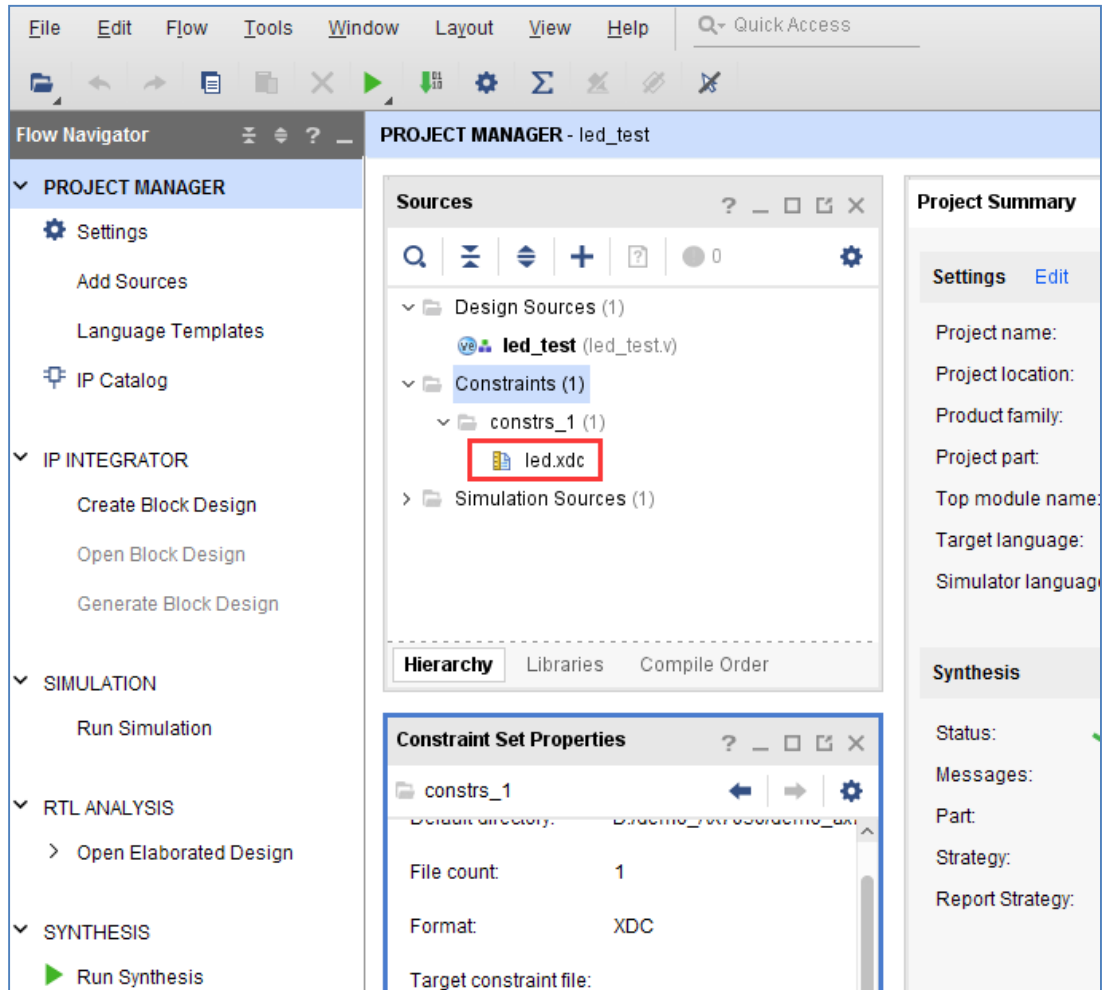 File Edit Flow Tools Window Layout View Help Quick Access
Flow Navigator
PROJECT MANAGER - led_test
PROJECT MANAGER
Settings
Add Sources
Language Templates
IP Catalog
IP INTEGRATOR
Create Block Design
Open Block Design
Generate Block Design
SIMULATION
Run Simulation
RTL ANALYSIS
Open Elaborated Design
SYNTHESIS
Run Synthesis
Sources
0
Design Sources (1)
led_test (led_test.v)
Constraints (1)
constrs_1 (1)
led.xdc
Simulation Sources (1)
Hierarchy Libraries Compile Order
Constraint Set Properties
constrs_1
Default directory:
File count: 1
Format: XDC
Target constraint file:
Project Summary
Settings Edit
Project name:
Project location:
Product family:
Project part:
Top module name:
Target language:
Simulator languag
Synthesis
Status:
Messages:
Part:
Strategy:
Report Strategy: